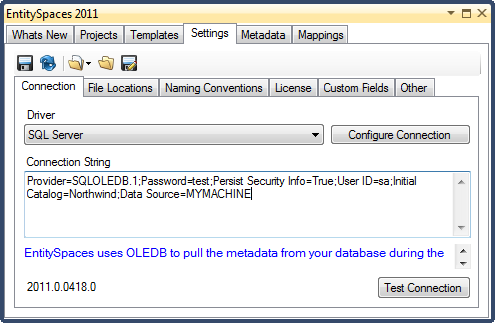 EntitySpaces 2011
Whats New Projects Templates Settings Metadata Mappings
Connection File Locations Naming Conventions License Custom Fields Other
Driver
SQL Server Configure Connection
Connection String
Provider=SQLOLEDB.1;Password=test;Persist Security Info=True;User ID=sa;Initial
Catalog=Northwind;Data Source=MYMACHINE
EntitySpaces uses OLEDB to pull the metadata from your database during the
2011.0.0418.0 Test Connection